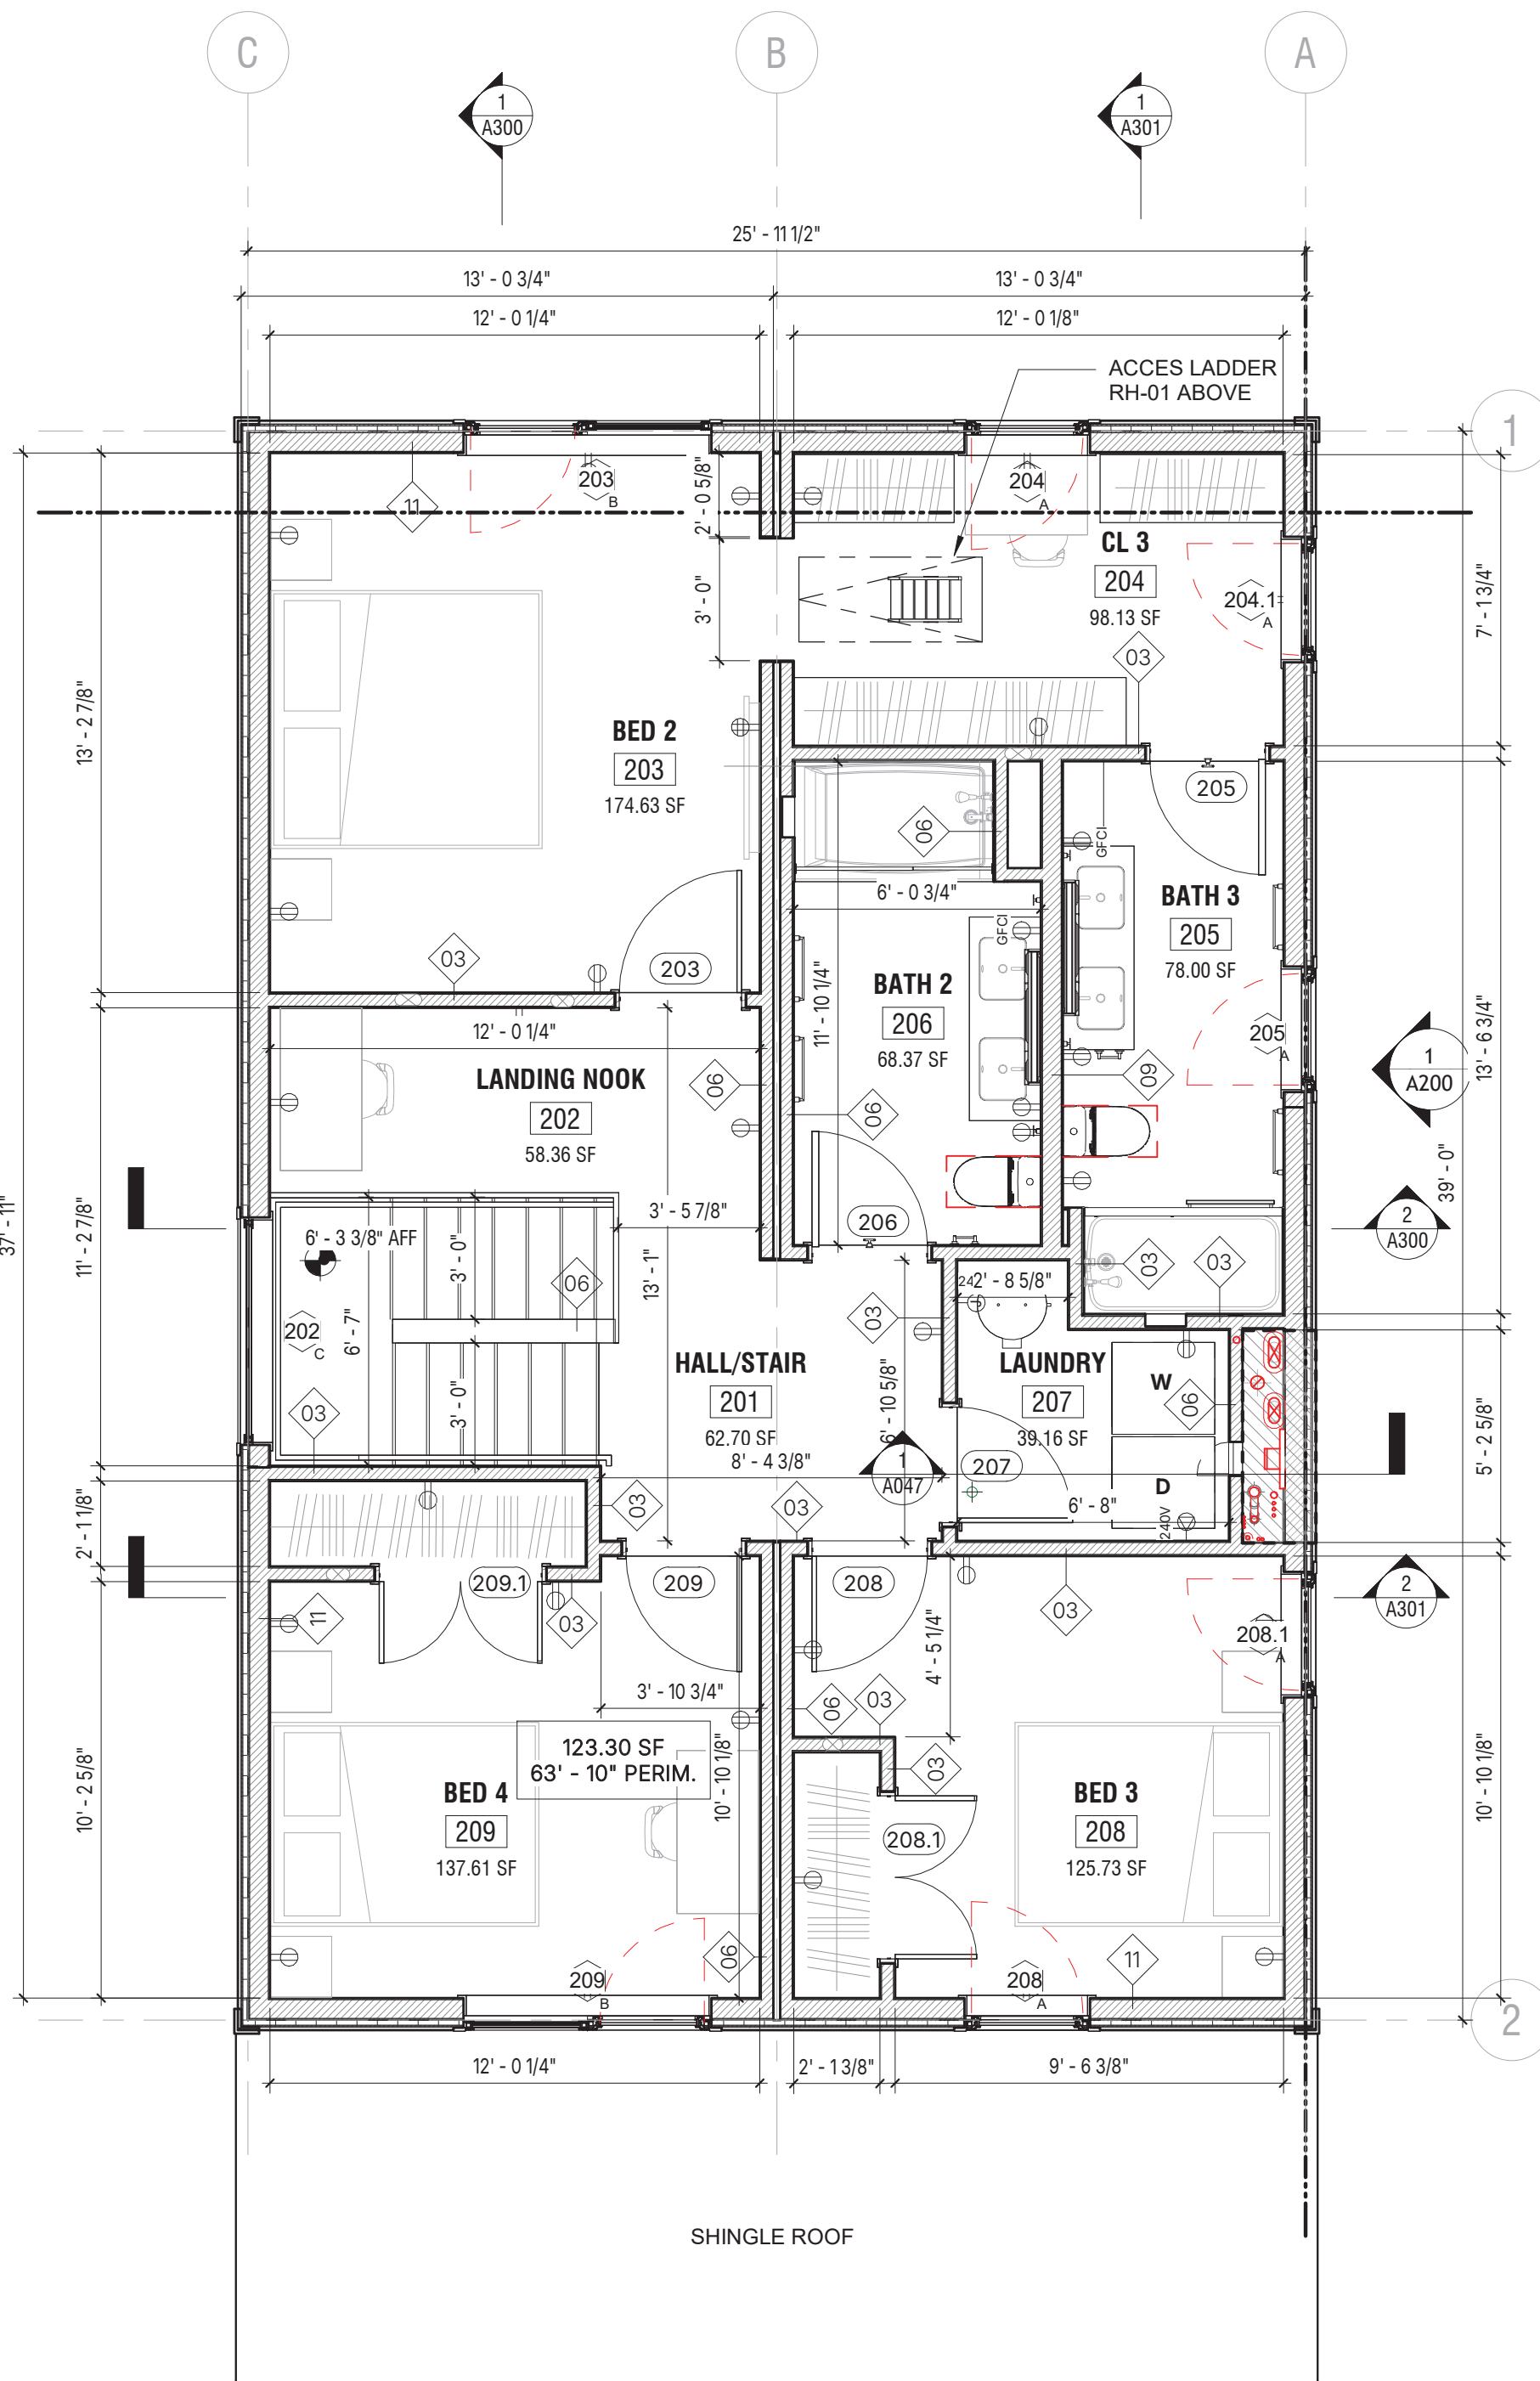 C
B
A
1
A300
1
A301
25' - 11 1/2"
13' - 0 3/4"
13' - 0 3/4"
12' - 0 1/4"
12' - 0 1/8"
ACCES LADDER
RH-01 ABOVE
1
203
B
204
A
11
2' - 0 5/8"
CL 3
204
98.13 SF
204.1
A
7' - 1 3/4"
3' - 0"
03
13' - 2 7/8"
BED 2
203
174.63 SF
205
06
GFCI
6' - 0 3/4"
BATH 3
205
78.00 SF
GFCI
03
203
BATH 2
206
68.37 SF
11' - 10 1/4"
12' - 0 1/4"
205
A
13' - 6 3/4"
1
A200
LANDING NOOK
202
58.36 SF
06
06
09
39' - 0"
37' - 11"
11' - 2 7/8"
3' - 5 7/8"
206
2
A300
6' - 3 3/8" AFF
3' - 0"
06
13' - 1"
03
03
24
2' - 8 5/8"
03
202
C
6' - 7"
HALL/STAIR
201
62.70 SF
8' - 4 3/8"
6' - 10 5/8"
LAUNDRY
207
39.16 SF
W
06
3' - 0"
03
1
A047
207
D
6' - 8"
240V
5' - 2 5/8"
2' - 1 1/8"
03
03
209.1
209
208
03
2
A301
11
03
4' - 5 1/4"
208.1
A
3' - 10 3/4"
06
03
123.30 SF
63' - 10" PERIM.
10' - 10 1/8"
03
BED 4
209
137.61 SF
BED 3
208
125.73 SF
208.1
10' - 2 5/8"
10' - 10 1/8"
06
209
B
208
A
11
2
12' - 0 1/4"
2' - 1 3/8"
9' - 6 3/8"
SHINGLE ROOF